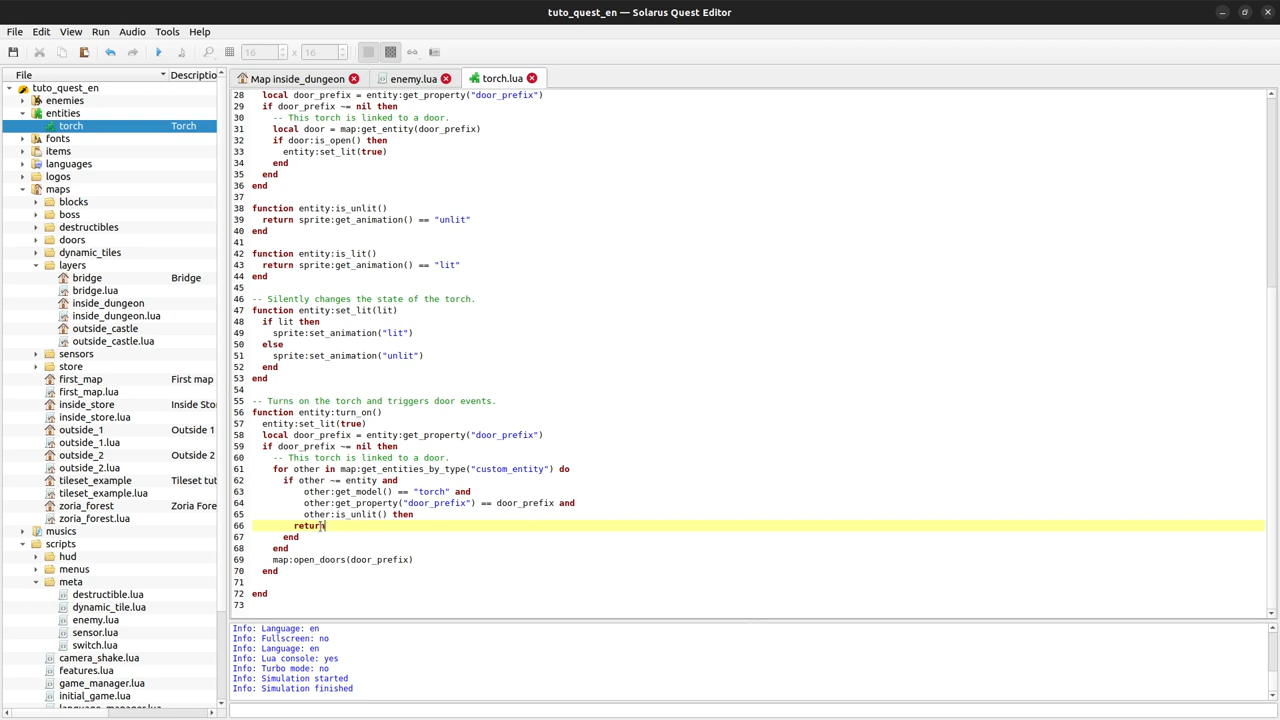 tuto_quest_en — Solarus Quest Editor
File Edit View Run Audio Tools Help
16 x 16
File Descriptio
tuto_quest_en
enemies
entities
torch Torch
fonts
items
languages
logos
maps
blocks
boss
destructibles
doors
dynamic_tiles
layers
bridge Bridge
bridge.lua
inside_dungeon
inside_dungeon.lua
outside_castle
outside_castle.lua
sensors
store
first_map First map
first_map.lua
inside_store Inside Sto
inside_store.lua
outside_1 Outside 1
outside_1.lua
outside_2 Outside 2
outside_2.lua
tileset_example Tileset tut
tileset_example.lua
zoria_forest Zoria Fore
zoria_forest.lua
musics
scripts
hud
menus
meta
destructible.lua
dynamic_tile.lua
enemy.lua
sensor.lua
switch.lua
camera_shake.lua
features.lua
game_manager.lua
initial_game.lua
Map inside_dungeon enemy.lua torch.lua
28 local door_prefix = entity:get_property("door_prefix")
29 if door_prefix ~= nil then
30 -- This torch is linked to a door.
31 local door = map:get_entity(door_prefix)
32 if door:is_open() then
33 entity:set_lit(true)
34 end
35 end
36 end
37
38 function entity:is_unlit()
39 return sprite:get_animation() == "unlit"
40 end
41
42 function entity:is_lit()
43 return sprite:get_animation() == "lit"
44 end
45
46 -- Silently changes the state of the torch.
47 function entity:set_lit(lit)
48 if lit then
49 sprite:set_animation("lit")
50 else
51 sprite:set_animation("unlit")
52 end
53 end
54
55 -- Turns on the torch and triggers door events.
56 function entity:turn_on()
57 entity:set_lit(true)
58 local door_prefix = entity:get_property("door_prefix")
59 if door_prefix ~= nil then
60 -- This torch is linked to a door.
61 for other in map:get_entities_by_type("custom_entity") do
62 if other ~= entity and
63 other:get_model() == "torch" and
64 other:get_property("door_prefix") == door_prefix and
65 other:is_unlit() then
66 return
67 end
68 end
69 map:open_doors(door_prefix)
70 end
71
72 end
73
Info: Language: en
Info: Fullscreen: no
Info: Language: en
Info: Lua console: yes
Info: Turbo mode: no
Info: Simulation started
Info: Simulation finished